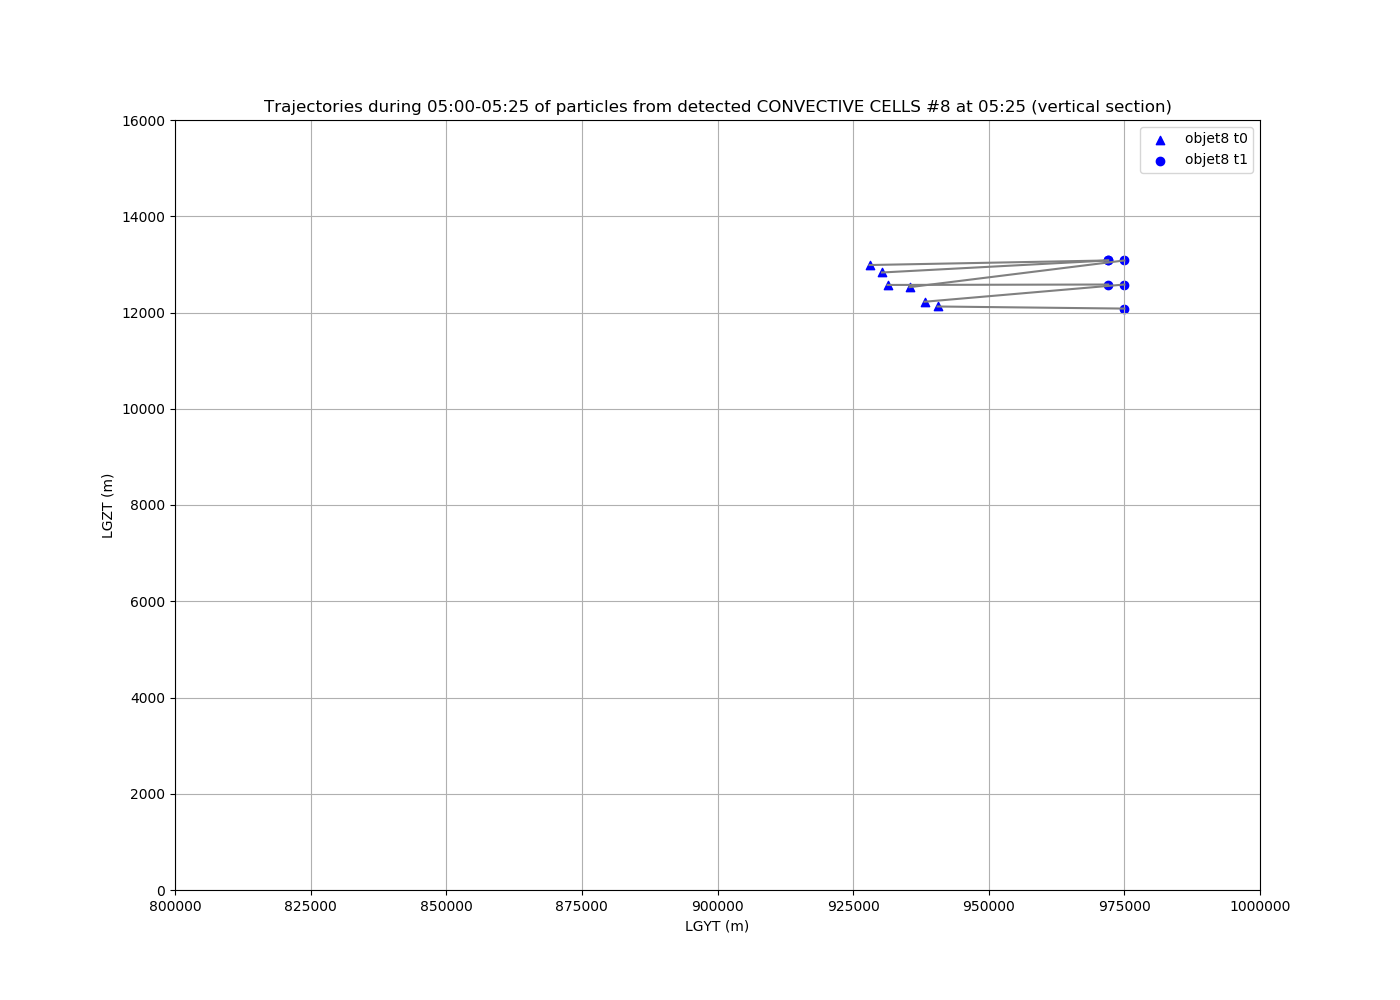 Trajectories during 05:00-05:25 of particles from detected CONVECTIVE CELLS #8 at 05:25 (vertical section)
objet8 t0
objet8 t1
16000
14000
12000
10000
8000
6000
4000
2000
0
LGZT (m)
800000 825000 850000 875000 900000 925000 950000 975000 1000000
LGYT (m)